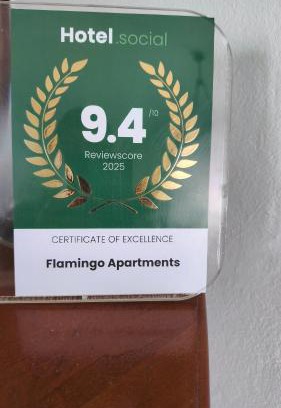 Hotel.social
9.4/10
Reviewscore
2025
CERTIFICATE OF EXCELLENCE
Flamingo Apartments